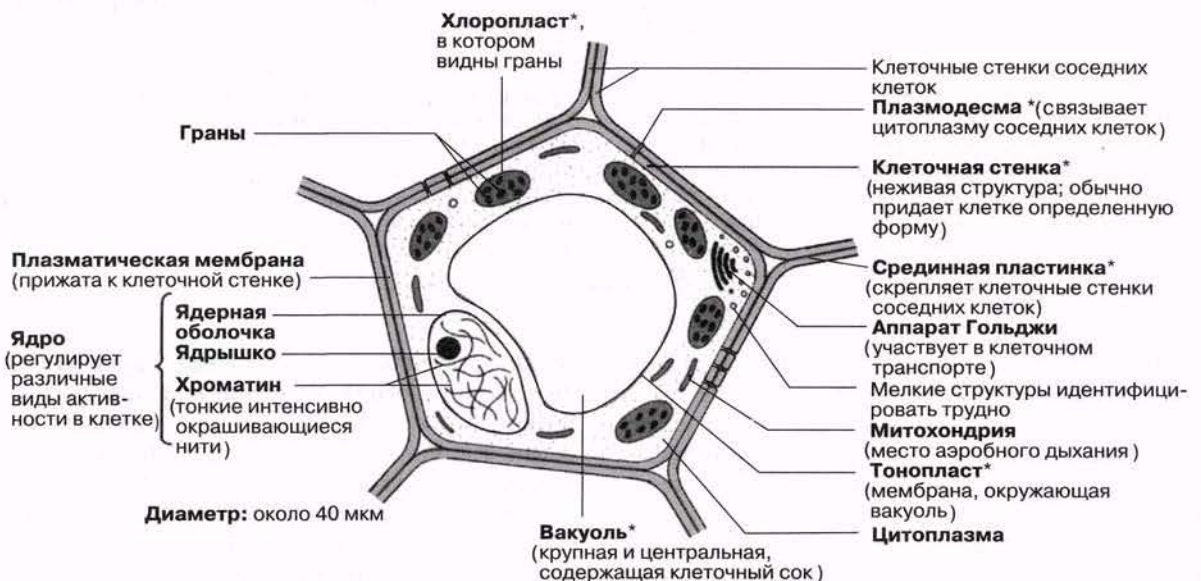 Хлоропласт*,
в котором
видны граны
Граны
Плазматическая мембрана
(прижата к клеточной стенке)
Ядро
(регулирует
различные
виды актив-
ности в клетке)
Ядерная
оболочка
Ядрышко
Хроматин
(тонкие интенсивно
окрашивающиеся
нити)
Диаметр: около 40 мкм
Вакуоль*
(крупная и центральная,
содержащая клеточный сок)
Клеточные стенки соседних
клеток
Плазмодесма *(связывает
цитоплазму соседних клеток)
Клеточная стенка*
(неживая структура; обычно
придает клетке определенную
форму)
Срединная пластинка*
(скрепляет клеточные стенки
соседних клеток)
Аппарат Гольджи
(участвует в клеточном
транспорте)
Мелкие структуры идентифици-
ровать трудно
Митохондрия
(место аэробного дыхания)
Тонопласт*
(мембрана, окружающая
вакуоль)
Цитоплазма